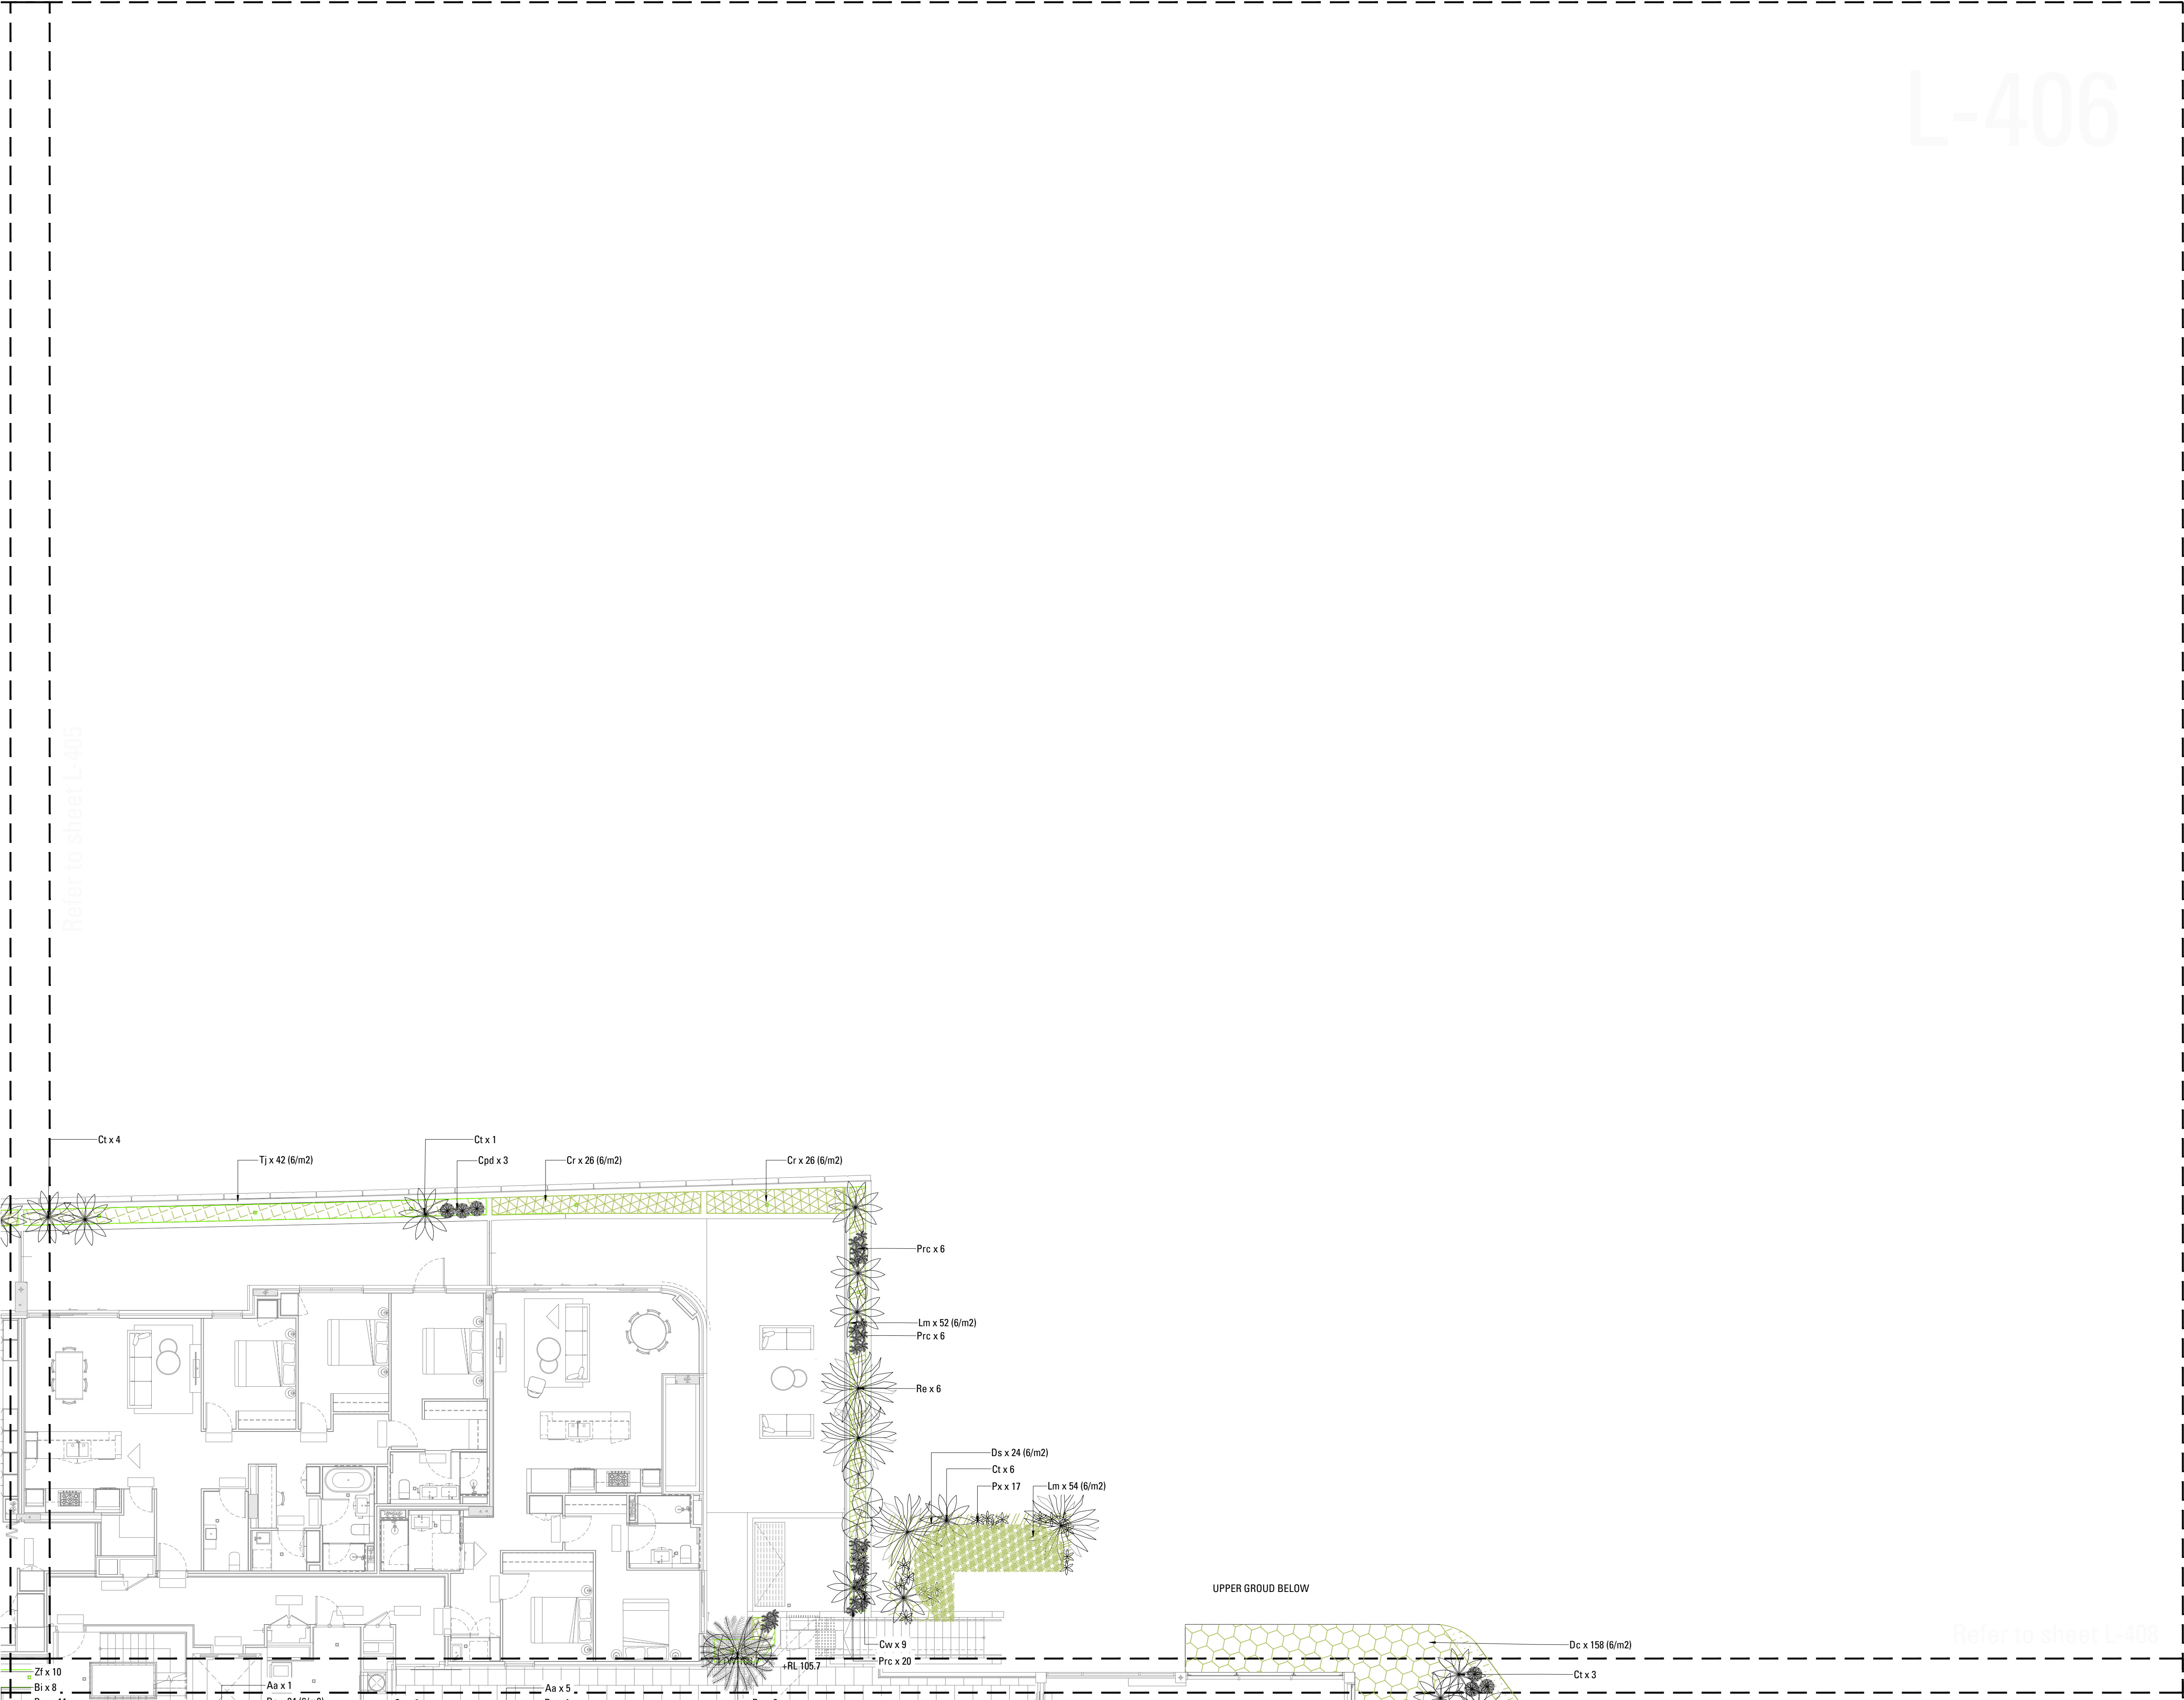 L-406
Refer to sheet L-405
Ct x 4
Ct x 1
Tj x 42 (6/m2)
Cpd x 3
Cr x 26 (6/m2)
Cr x 26 (6/m2)
Prc x 6
Lm x 52 (6/m2)
Prc x 6
Re x 6
Ds x 24 (6/m2)
Ct x 6
Px x 17
Lm x 54 (6/m2)
UPPER GROUD BELOW
Refer to sheet L-408
Cw x 9
Dc x 158 (6/m2)
Prc x 20
+RL 105.7
Zf x 10
Ct x 3
Bi x 8
Aa x 1
Aa x 5